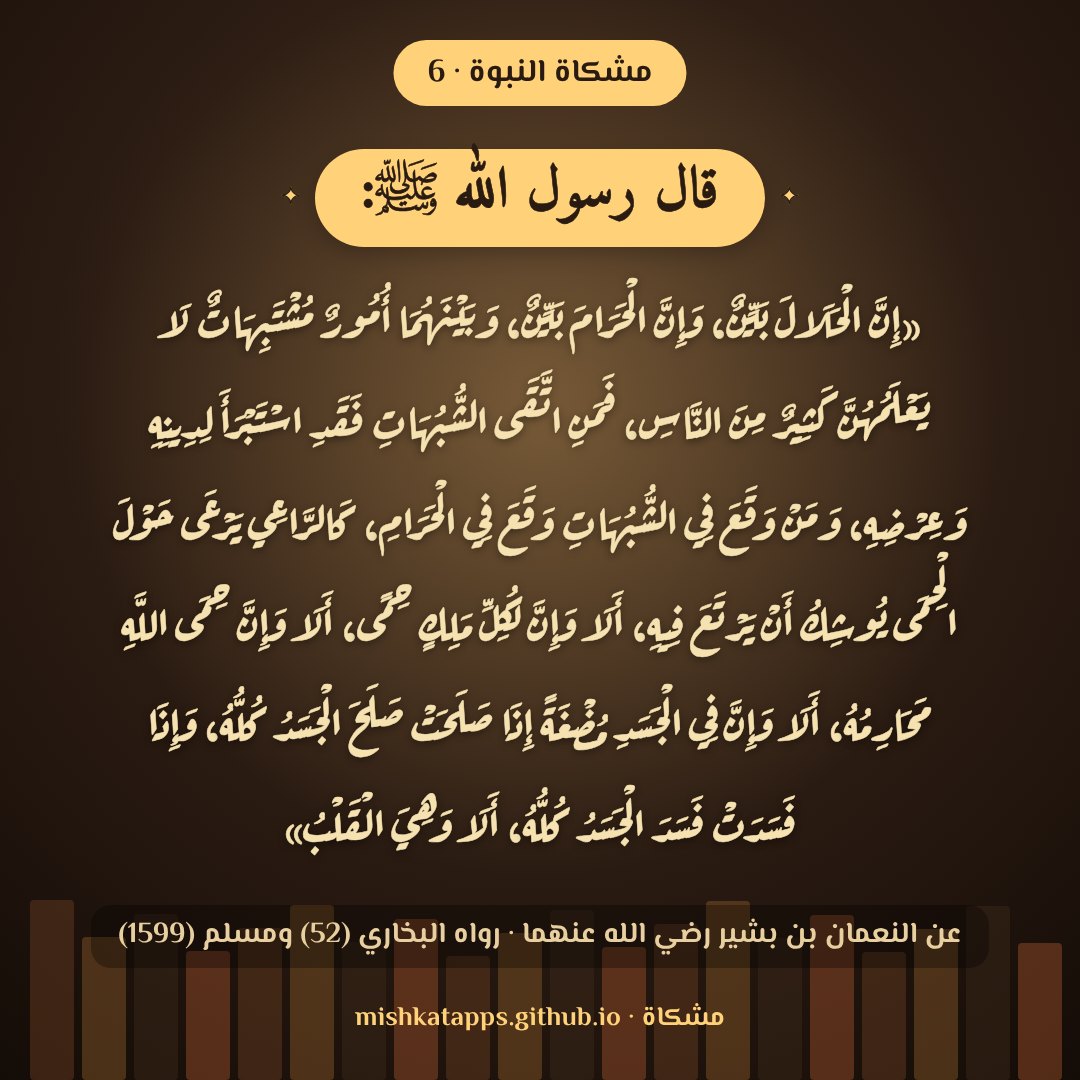 مشكاة النبوة · 6
قال رسول الله ﷺ:
«إِنَّ الْحَلَالَ بَيِّنٌ، وَإِنَّ الْحَرَامَ بَيِّنٌ، وَبَيْنَهُمَا أُمُورٌ مُشْتَبِهَاتٌ لَا
يَعْلَمُهُنَّ كَثِيرٌ مِنَ النَّاسِ، فَمَنِ اتَّقَى الشُّبُهَاتِ فَقَدِ اسْتَبْرَأَ لِدِينِهِ
وَعِرْضِهِ، وَمَنْ وَقَعَ فِي الشُّبُهَاتِ وَقَعَ فِي الْحَرَامِ، كَالرَّاعِي يَرْعَى حَوْلَ
الْحِمَى يُوشِكُ أَنْ يَرْتَعَ فِيهِ، أَلَا وَإِنَّ لِكُلِّ مَلِكٍ حِمًى، أَلَا وَإِنَّ حِمَى اللَّهِ
مَحَارِمُهُ، أَلَا وَإِنَّ فِي الْجَسَدِ مُضْغَةً إِذَا صَلَحَتْ صَلَحَ الْجَسَدُ كُلُّهُ، وَإِذَا
فَسَدَتْ فَسَدَ الْجَسَدُ كُلُّهُ، أَلَا وَهِيَ الْقَلْبُ»
عن النعمان بن بشير رضي الله عنهما · رواه البخاري (52) ومسلم (1599)
مشكاة · mishkatapps.github.io